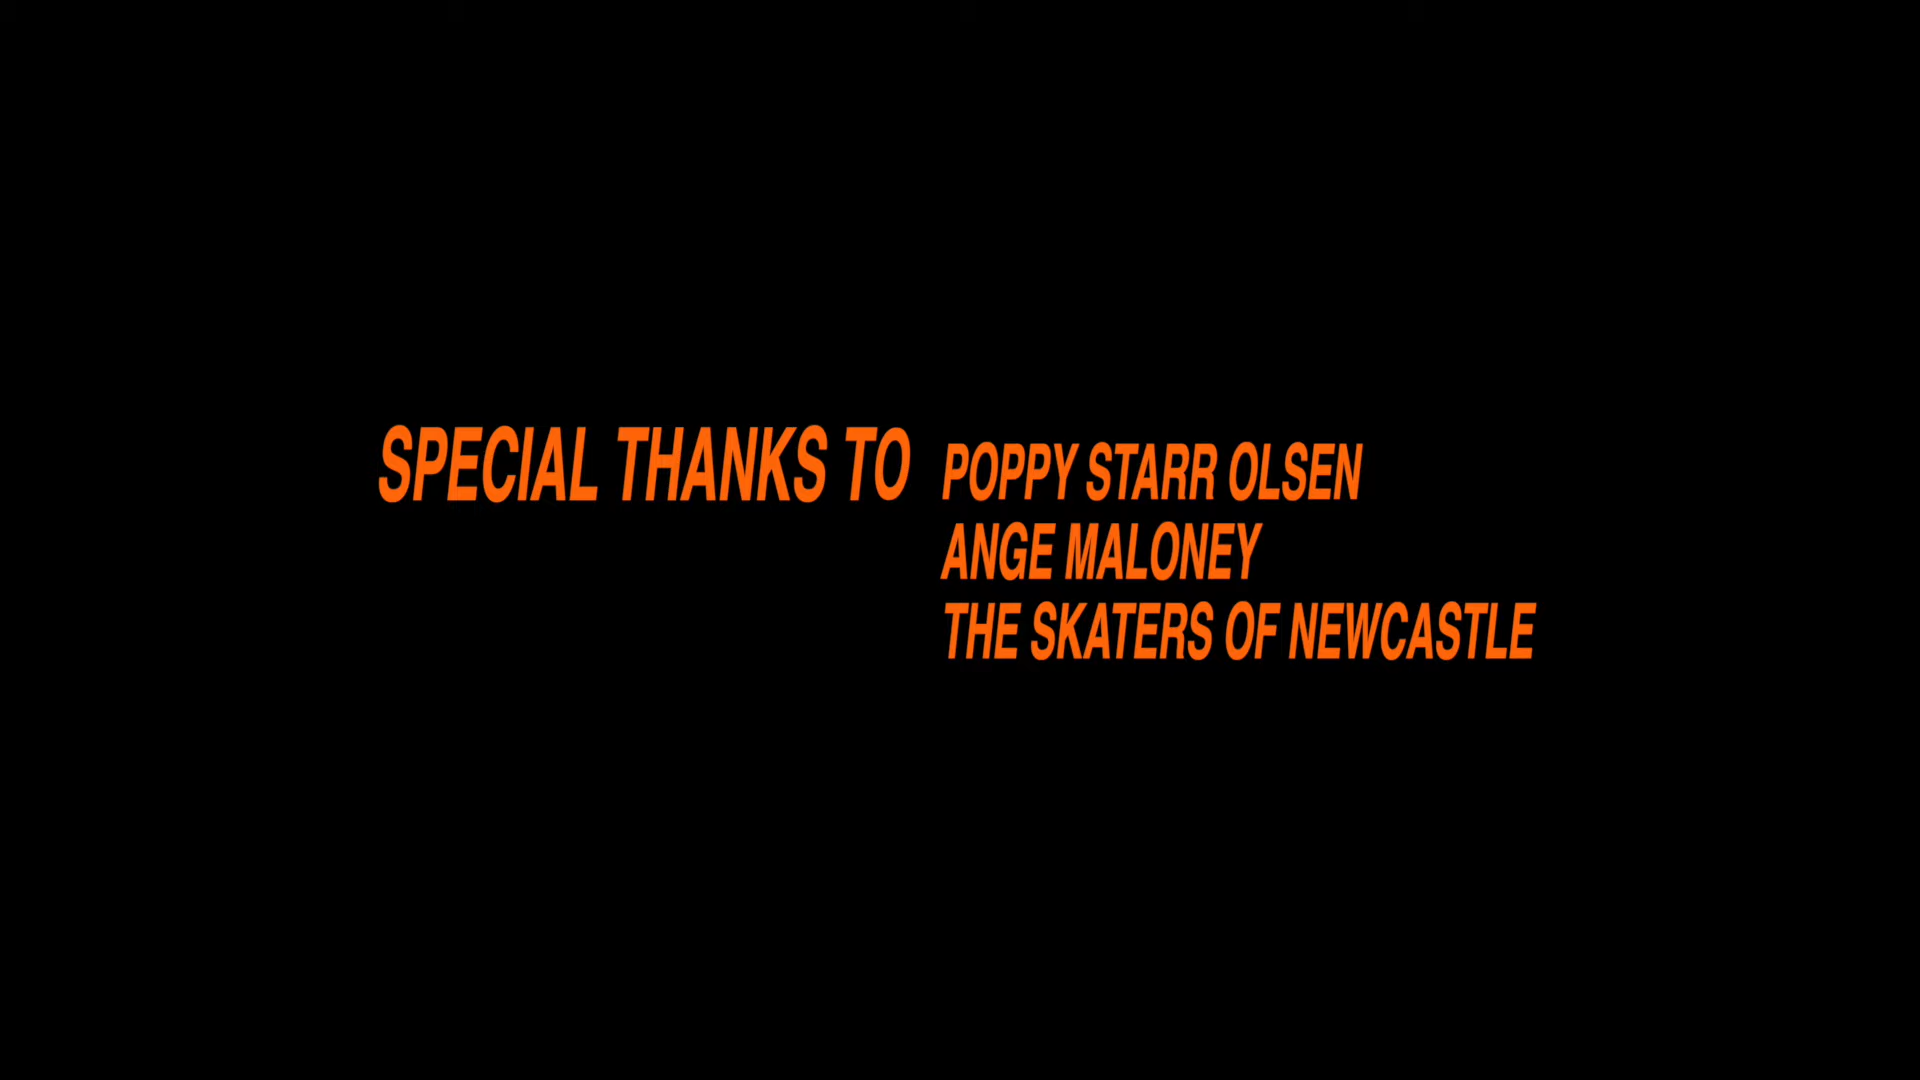 SPECIAL THANKS TO POPPY STARR OLSEN
ANGE MALONEY
THE SKATERS OF NEWCASTLE